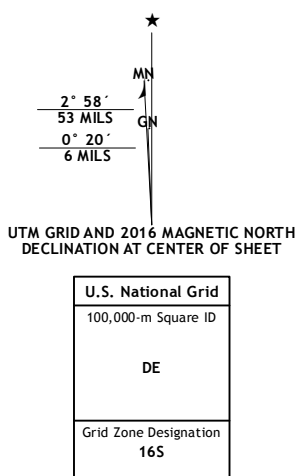 ★
MN
2° 58´
53 MILS
GN
0° 20´
6 MILS
UTM GRID AND 2016 MAGNETIC NORTH
DECLINATION AT CENTER OF SHEET
U.S. National Grid
100,000-m Square ID
DE
Grid Zone Designation
16S